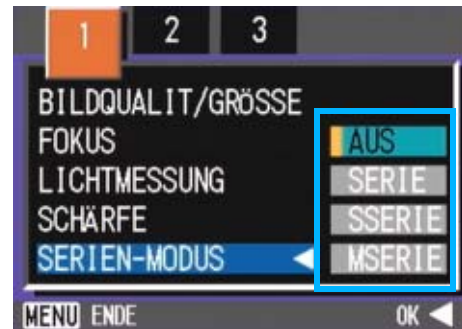 1 2 3
BILDQUALIT/GRÖSSE
FOKUS AUS
LICHTMESSUNG SERIE
SCHÄRFE SSERIE
SERIEN-MODUS MSERIE
MENU ENDE OK